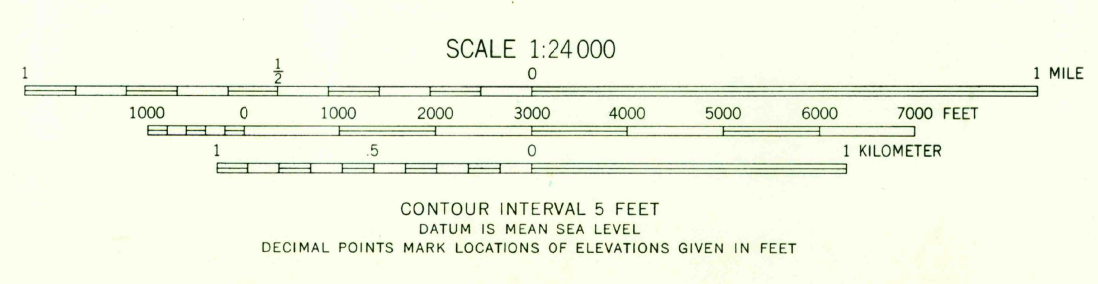 SCALE 1:24 000
1 1/2 0 1 MILE
1000 0 1000 2000 3000 4000 5000 6000 7000 FEET
1 .5 0 1 KILOMETER
CONTOUR INTERVAL 5 FEET
DATUM IS MEAN SEA LEVEL
DECIMAL POINTS MARK LOCATIONS OF ELEVATIONS GIVEN IN FEET